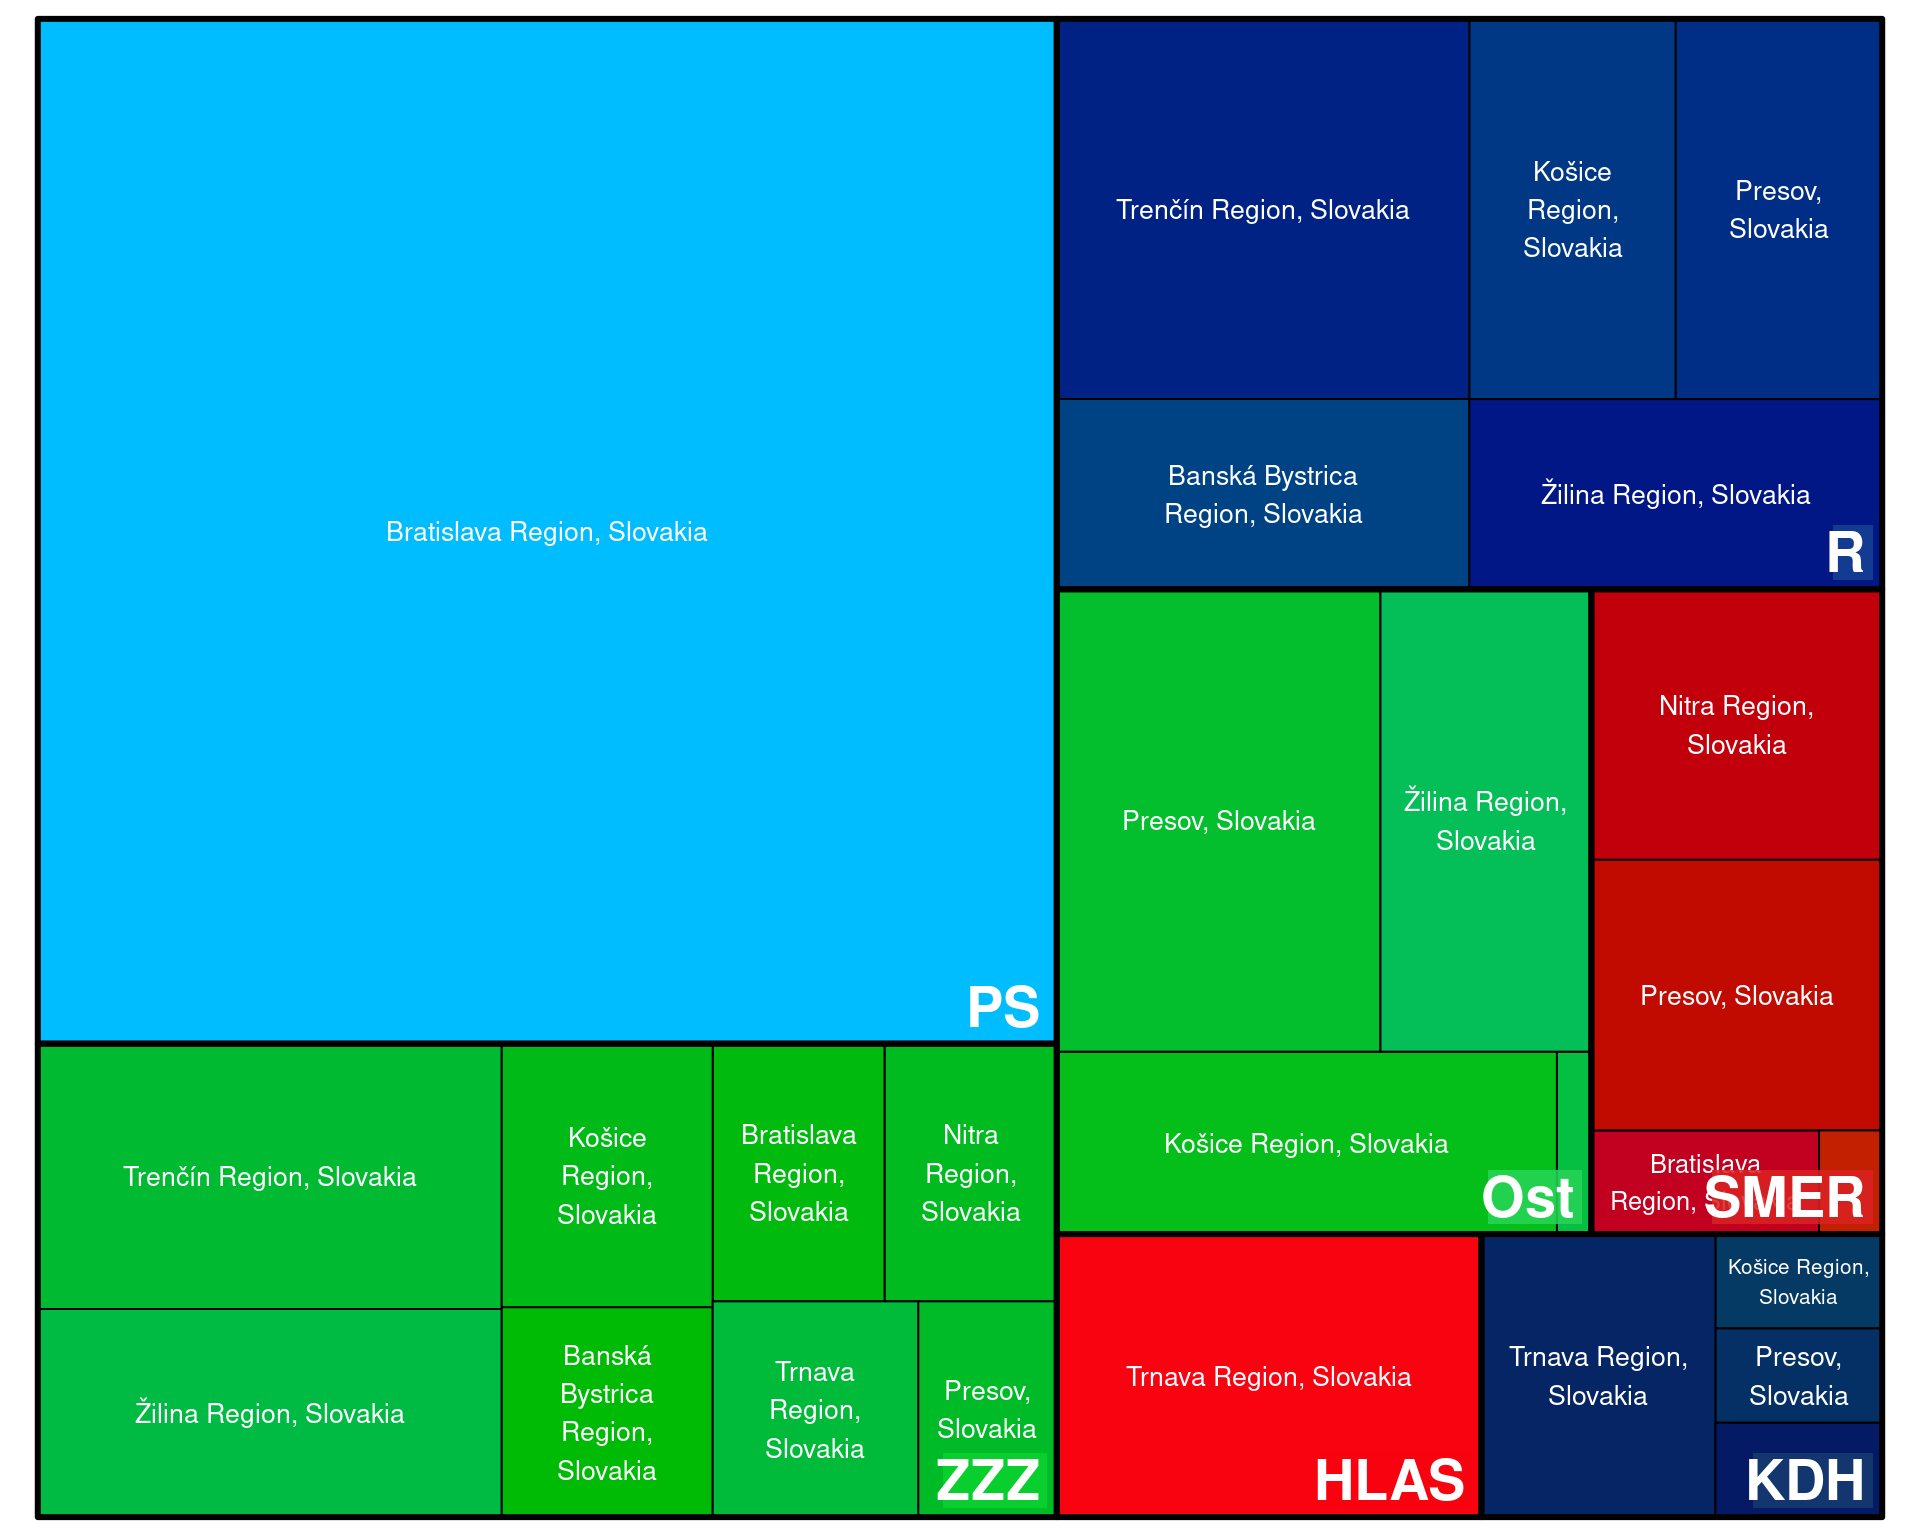 Bratislava Region, Slovakia
PS
Trenčín Region, Slovakia
Košice
Region,
Slovakia
Presov,
Slovakia
Banská Bystrica
Region, Slovakia
Žilina Region, Slovakia
R
Presov, Slovakia
Žilina Region,
Slovakia
Košice Region, Slovakia
Ost
Nitra Region,
Slovakia
Presov, Slovakia
Bratislava
Region,
SMER
Trenčín Region, Slovakia
Žilina Region, Slovakia
Košice
Region,
Slovakia
Banská
Bystrica
Region,
Slovakia
Bratislava
Region,
Slovakia
Nitra
Region,
Slovakia
Trnava
Region,
Slovakia
Presov,
Slovakia
ZZZ
Trnava Region, Slovakia
HLAS
Trnava Region,
Slovakia
Košice Region,
Slovakia
Presov,
Slovakia
KDH